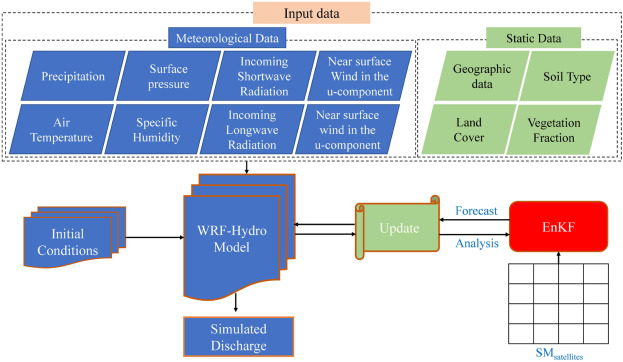 Input data
Meteorological Data
Static Data
Precipitation
Surface
pressure
Incoming
Shortwave
Radiation
Near surface
Wind in the
u-component
Geographic
data
Soil Type
Air
Temperature
Specific
Humidity
Incoming
Longwave
Radiation
Near surface
wind in the
u-component
Land
Cover
Vegetation
Fraction
Initial
Conditions
WRF-Hydro
Model
Update
Forecast
Analysis
EnKF
Simulated
Discharge
SMsatellites